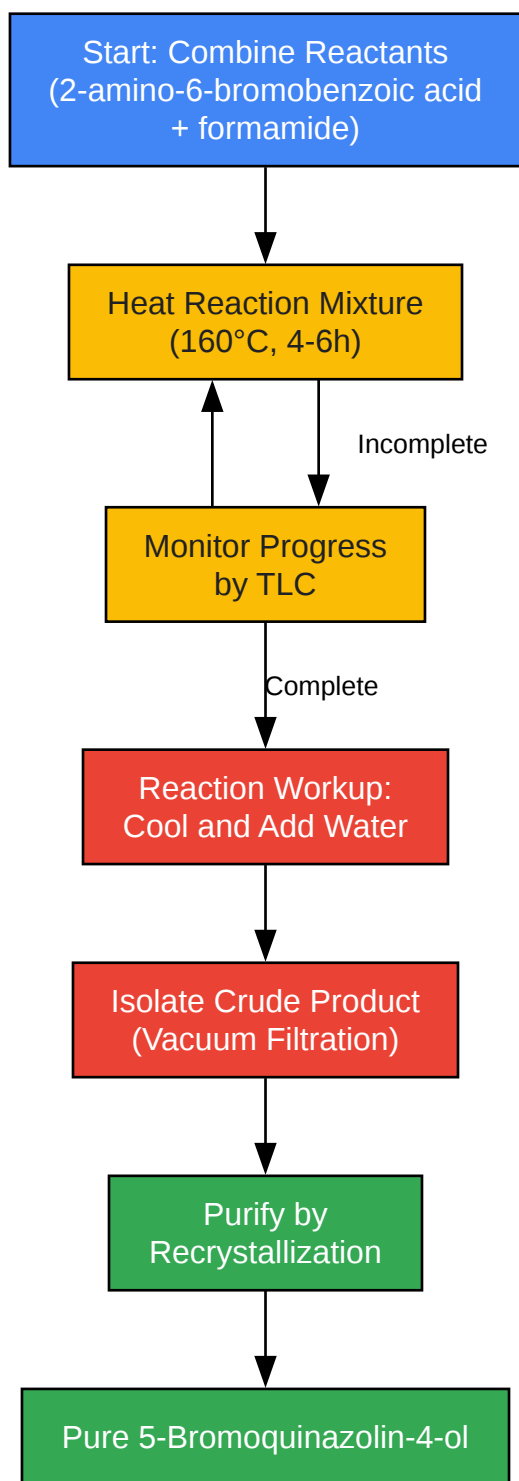 Start: Combine Reactants
(2-amino-6-bromobenzoic acid
+ formamide)
Heat Reaction Mixture
(160°C, 4-6h)
Incomplete
Monitor Progress
by TLC
Complete
Reaction Workup:
Cool and Add Water
Isolate Crude Product
(Vacuum Filtration)
Purify by
Recrystallization
Pure 5-Bromoquinazolin-4-ol